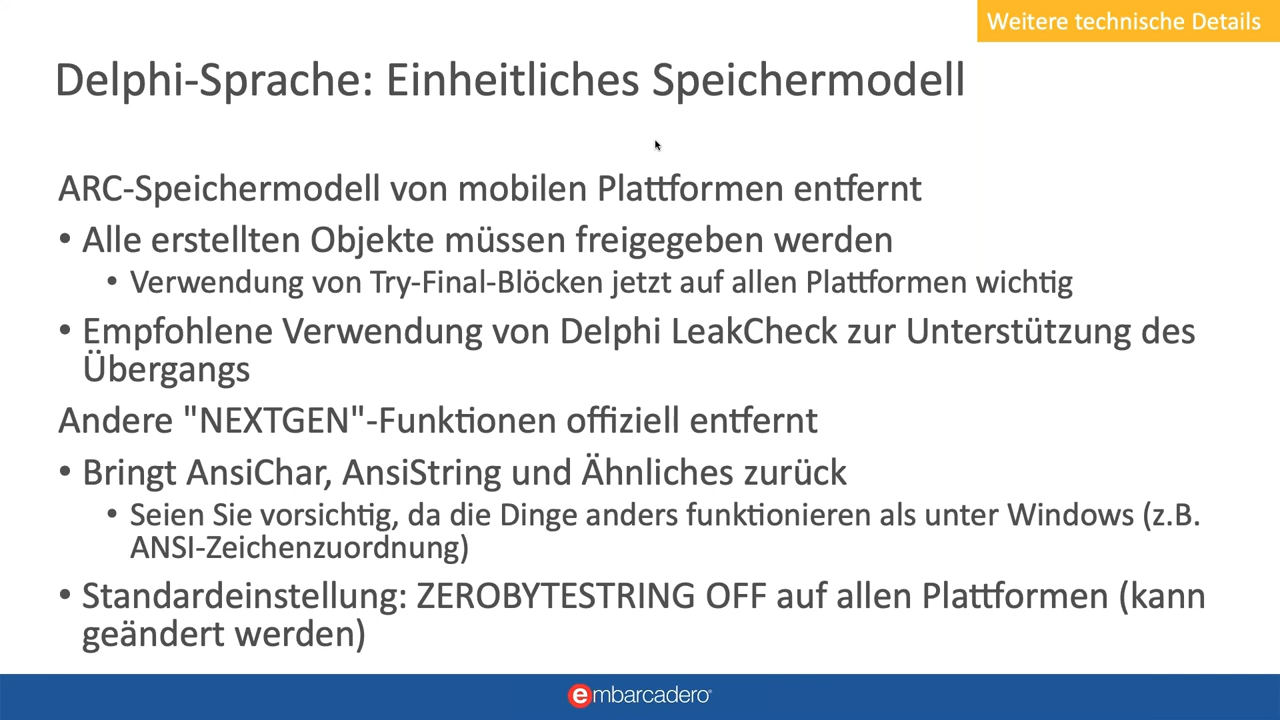 Weitere technische Details
Delphi-Sprache: Einheitliches Speichermodell
ARC-Speichermodell von mobilen Plattformen entfernt
• Alle erstellten Objekte müssen freigegeben werden
• Verwendung von Try-Final-Blöcken jetzt auf allen Plattformen wichtig
• Empfohlene Verwendung von Delphi LeakCheck zur Unterstützung des
Übergangs
Andere "NEXTGEN"-Funktionen offiziell entfernt
• Bringt AnsiChar, AnsiString und Ähnliches zurück
• Seien Sie vorsichtig, da die Dinge anders funktionieren als unter Windows (z.B.
ANSI-Zeichenzuordnung)
• Standardeinstellung: ZEROBYTESTRING OFF auf allen Plattformen (kann
geändert werden)
embarcadero®